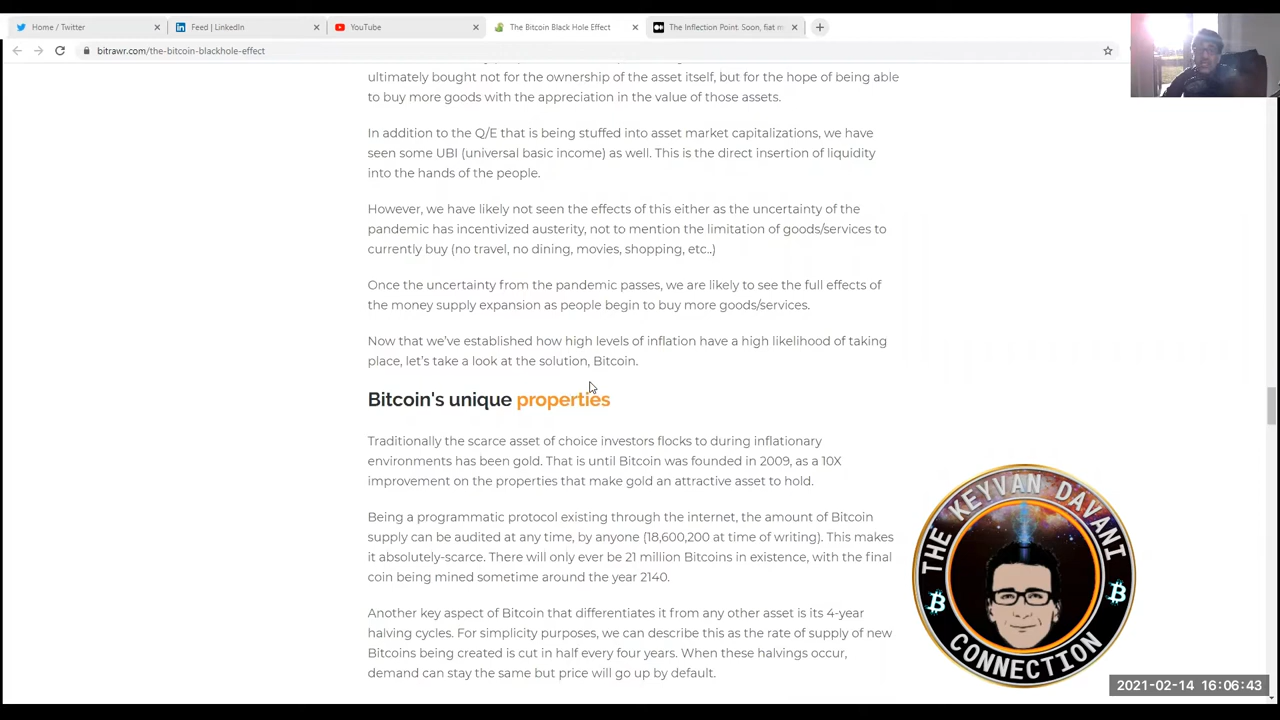 Home / Twitter
Feed | LinkedIn
YouTube
The Bitcoin Black Hole Effect
The Inflection Point. Soon, fiat m
bitrawr.com/the-bitcoin-blackhole-effect
ultimately bought not for the ownership of the asset itself, but for the hope of being able
to buy more goods with the appreciation in the value of those assets.
In addition to the Q/E that is being stuffed into asset market capitalizations, we have
seen some UBI (universal basic income) as well. This is the direct insertion of liquidity
into the hands of the people.
However, we have likely not seen the effects of this either as the uncertainty of the
pandemic has incentivized austerity, not to mention the limitation of goods/services to
currently buy (no travel, no dining, movies, shopping, etc..)
Once the uncertainty from the pandemic passes, we are likely to see the full effects of
the money supply expansion as people begin to buy more goods/services.
Now that we've established how high levels of inflation have a high likelihood of taking
place, let's take a look at the solution, Bitcoin.
Bitcoin's unique properties
Traditionally the scarce asset of choice investors flocks to during inflationary
environments has been gold. That is until Bitcoin was founded in 2009, as a 10X
improvement on the properties that make gold an attractive asset to hold.
Being a programmatic protocol existing through the internet, the amount of Bitcoin
supply can be audited at any time, by anyone (18,600,200 at time of writing). This makes
it absolutely-scarce. There will only ever be 21 million Bitcoins in existence, with the final
coin being mined sometime around the year 2140.
Another key aspect of Bitcoin that differentiates it from any other asset is its 4-year
halving cycles. For simplicity purposes, we can describe this as the rate of supply of new
Bitcoins being created is cut in half every four years. When these halvings occur,
demand can stay the same but price will go up by default.
THE KEYVAN DAVANI
CONNECTION
2021-02-14 16:06:43